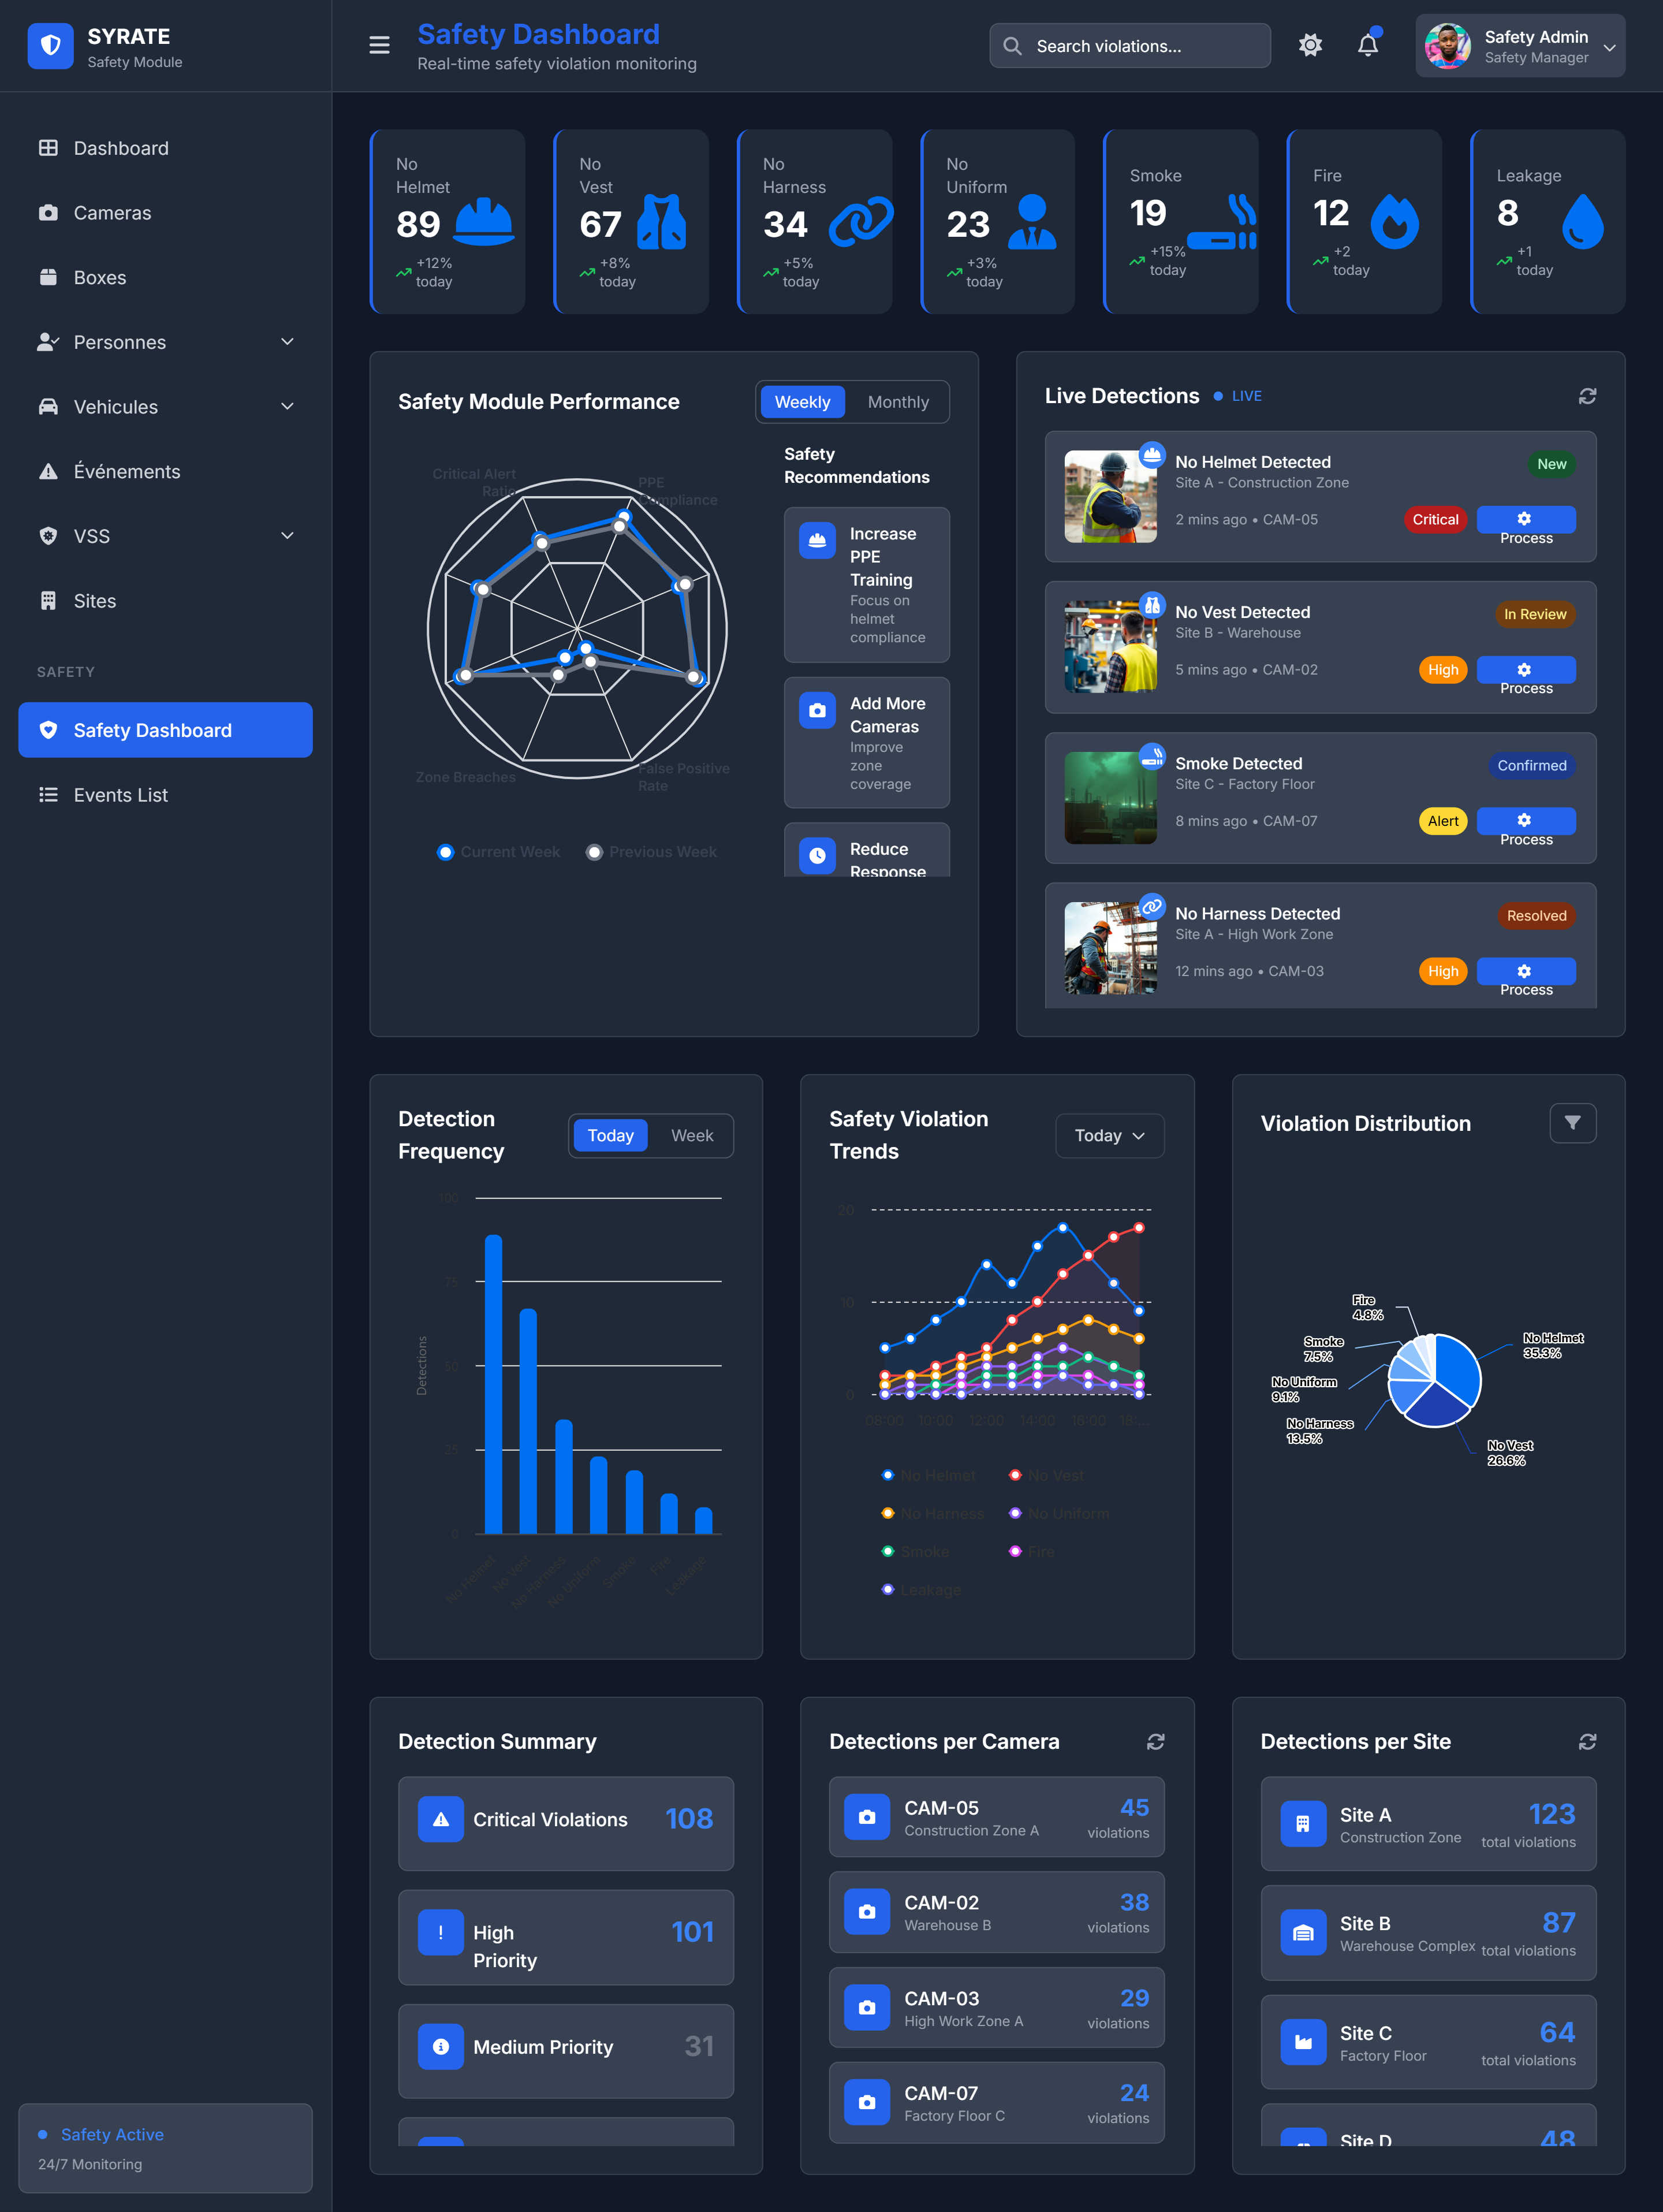 SYRATE
Safety Module
Safety Dashboard
Real-time safety violation monitoring
Search violations...
Safety Admin
Safety Manager
Dashboard
Cameras
Boxes
Personnes
Vehicules
Événements
VSS
Sites
SAFETY
Safety Dashboard
Events List
Safety Active
24/7 Monitoring
No
Helmet
89
+12%
today
No
Vest
67
+8%
today
No
Harness
34
+5%
today
No
Uniform
23
+3%
today
Smoke
19
+15%
today
Fire
12
+2
today
Leakage
8
+1
today
Safety Module Performance
Weekly
Monthly
Critical Alert
Ratio
PPE
Compliance
Zone Breaches
False Positive
Rate
Current Week
Previous Week
Safety
Recommendations
Increase
PPE
Training
Focus on
helmet
compliance
Add More
Cameras
Improve
zone
coverage
Reduce
Response
Live Detections
LIVE
No Helmet Detected
New
Site A - Construction Zone
2 mins ago • CAM-05
Critical
Process
No Vest Detected
In Review
Site B - Warehouse
5 mins ago • CAM-02
High
Process
Smoke Detected
Confirmed
Site C - Factory Floor
8 mins ago • CAM-07
Alert
Process
No Harness Detected
Resolved
Site A - High Work Zone
12 mins ago • CAM-03
High
Process
Detection
Frequency
Today
Week
100
75
50
25
0
Detections
No Helmet
No Vest
No Harness
No Uniform
Smoke
Fire
Leakage
Safety Violation
Trends
Today
20
10
0
08:00
10:00
12:00
14:00
16:00
18:...
No Helmet
No Vest
No Harness
No Uniform
Smoke
Fire
Leakage
Violation Distribution
Fire
4.8%
Smoke
7.5%
No Uniform
9.1%
No Harness
13.5%
No Helmet
35.3%
No Vest
26.6%
Detection Summary
Critical Violations
108
High
Priority
101
Medium Priority
31
Detections per Camera
CAM-05
Construction Zone A
45
violations
CAM-02
Warehouse B
38
violations
CAM-03
High Work Zone A
29
violations
CAM-07
Factory Floor C
24
violations
Detections per Site
Site A
Construction Zone
123
total violations
Site B
Warehouse Complex
87
total violations
Site C
Factory Floor
64
total violations
Site D
48